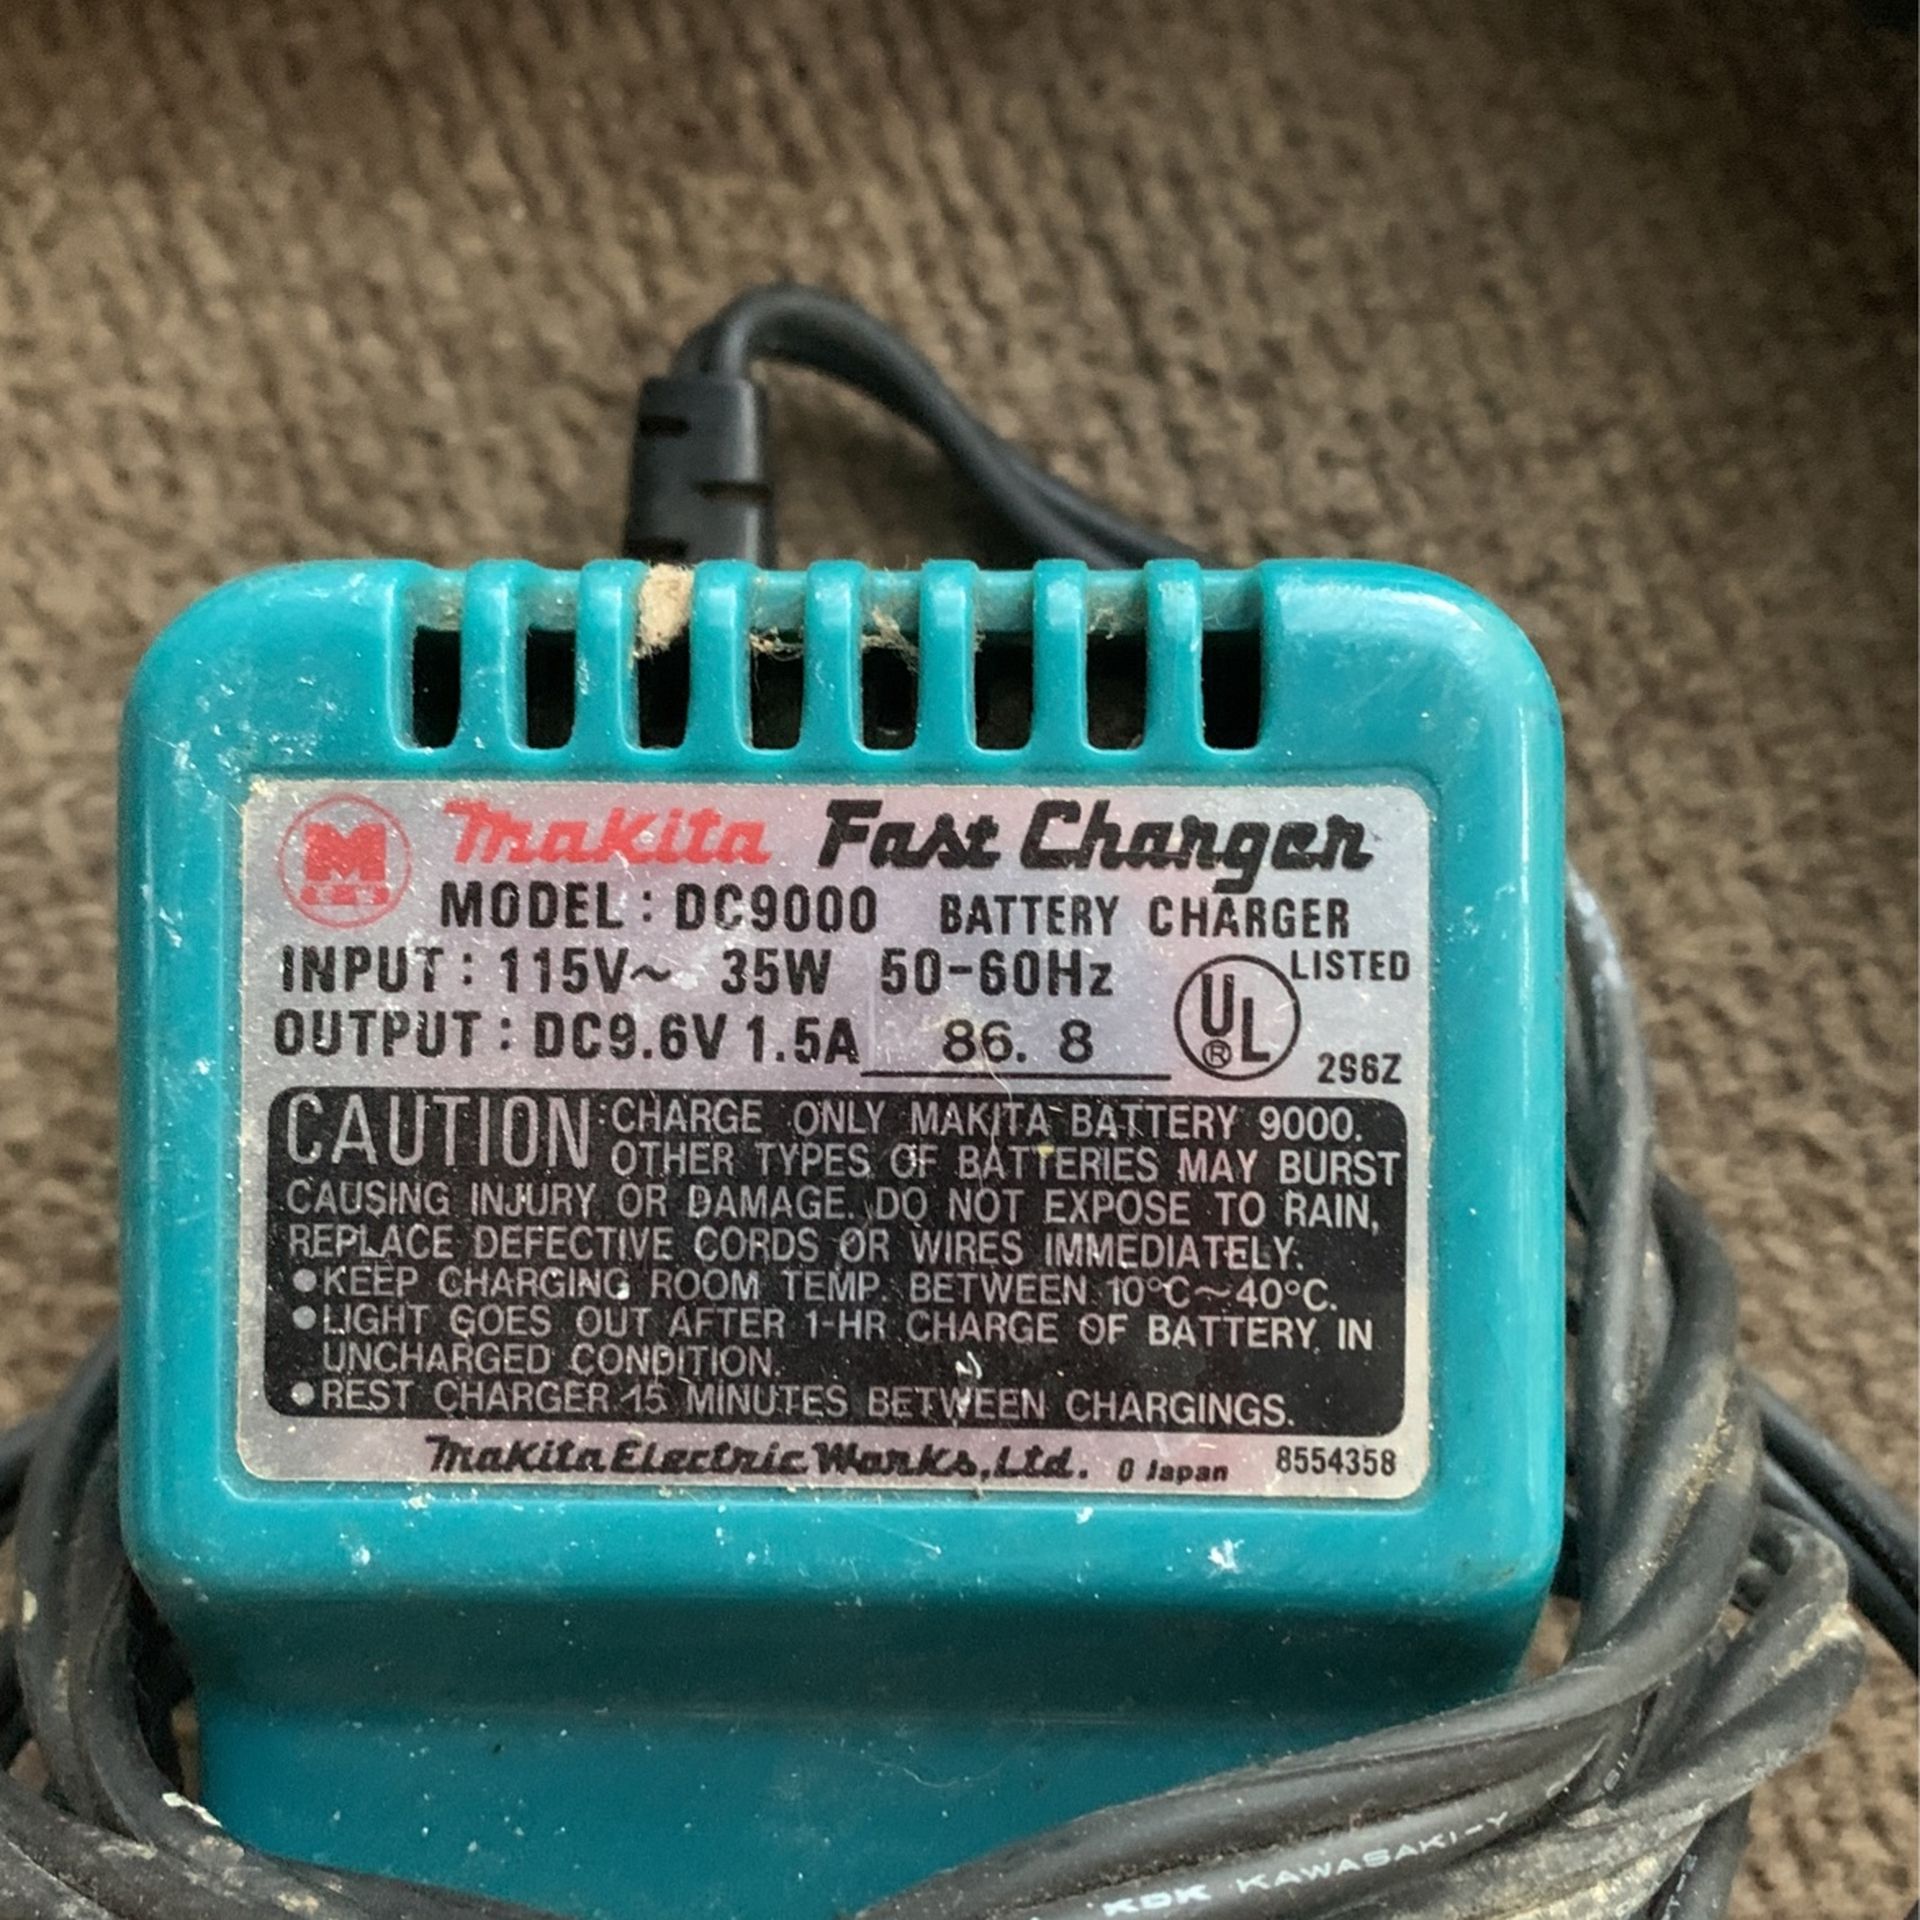 M
Makita Fast Charger
MODEL : DC9000 BATTERY CHARGER
INPUT : 115V~ 35W 50-60Hz
LISTED
UL
®
OUTPUT : DC9.6V 1.5A 86. 8
296Z
CAUTION: CHARGE ONLY MAKITA BATTERY 9000.
OTHER TYPES OF BATTERIES MAY BURST
CAUSING INJURY OR DAMAGE. DO NOT EXPOSE TO RAIN,
REPLACE DEFECTIVE CORDS OR WIRES IMMEDIATELY.
●KEEP CHARGING ROOM TEMP. BETWEEN 10°C~40°C.
●LIGHT GOES OUT AFTER 1-HR CHARGE OF BATTERY IN
UNCHARGED CONDITION.
●REST CHARGER 15 MINUTES BETWEEN CHARGINGS.
Makita Electric Works, Ltd. 0 Japan 8554358
KDK KAWASAKI-Y